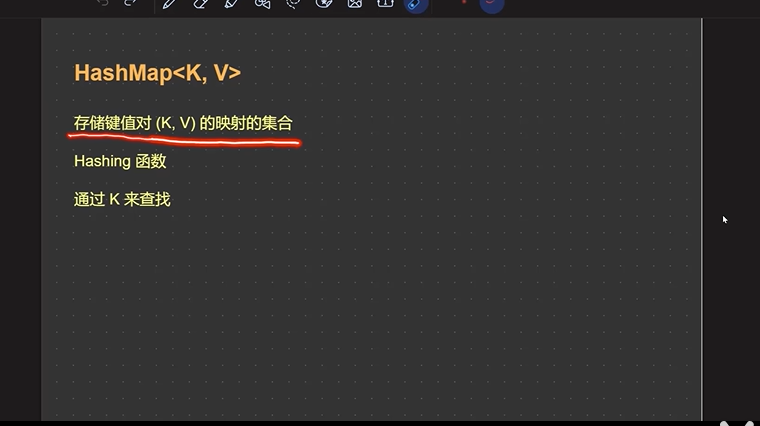 HashMap<K, V>
存储键值对 (K, V) 的映射的集合
Hashing 函数
通过 K 来查找